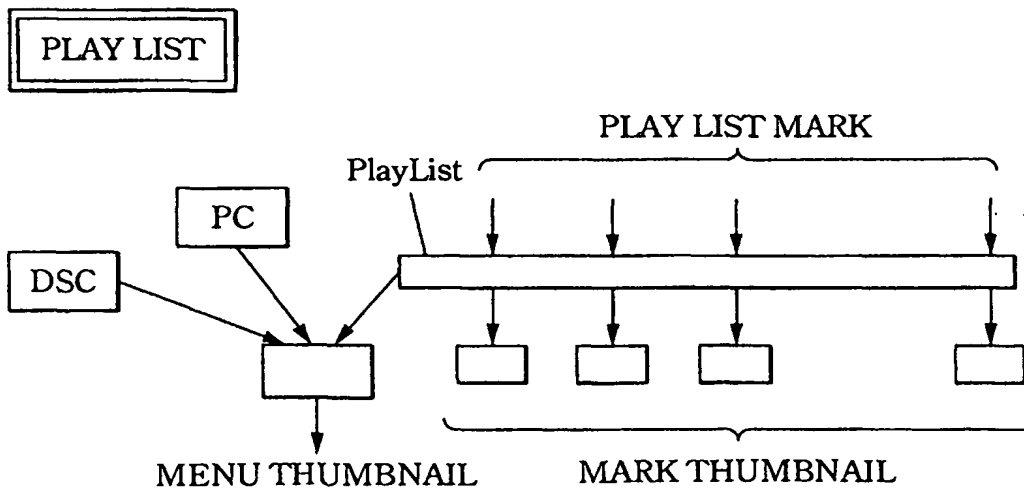 PLAY LIST
PLAY LIST MARK
PlayList
PC
DSC
MENU THUMBNAIL
MARK THUMBNAIL